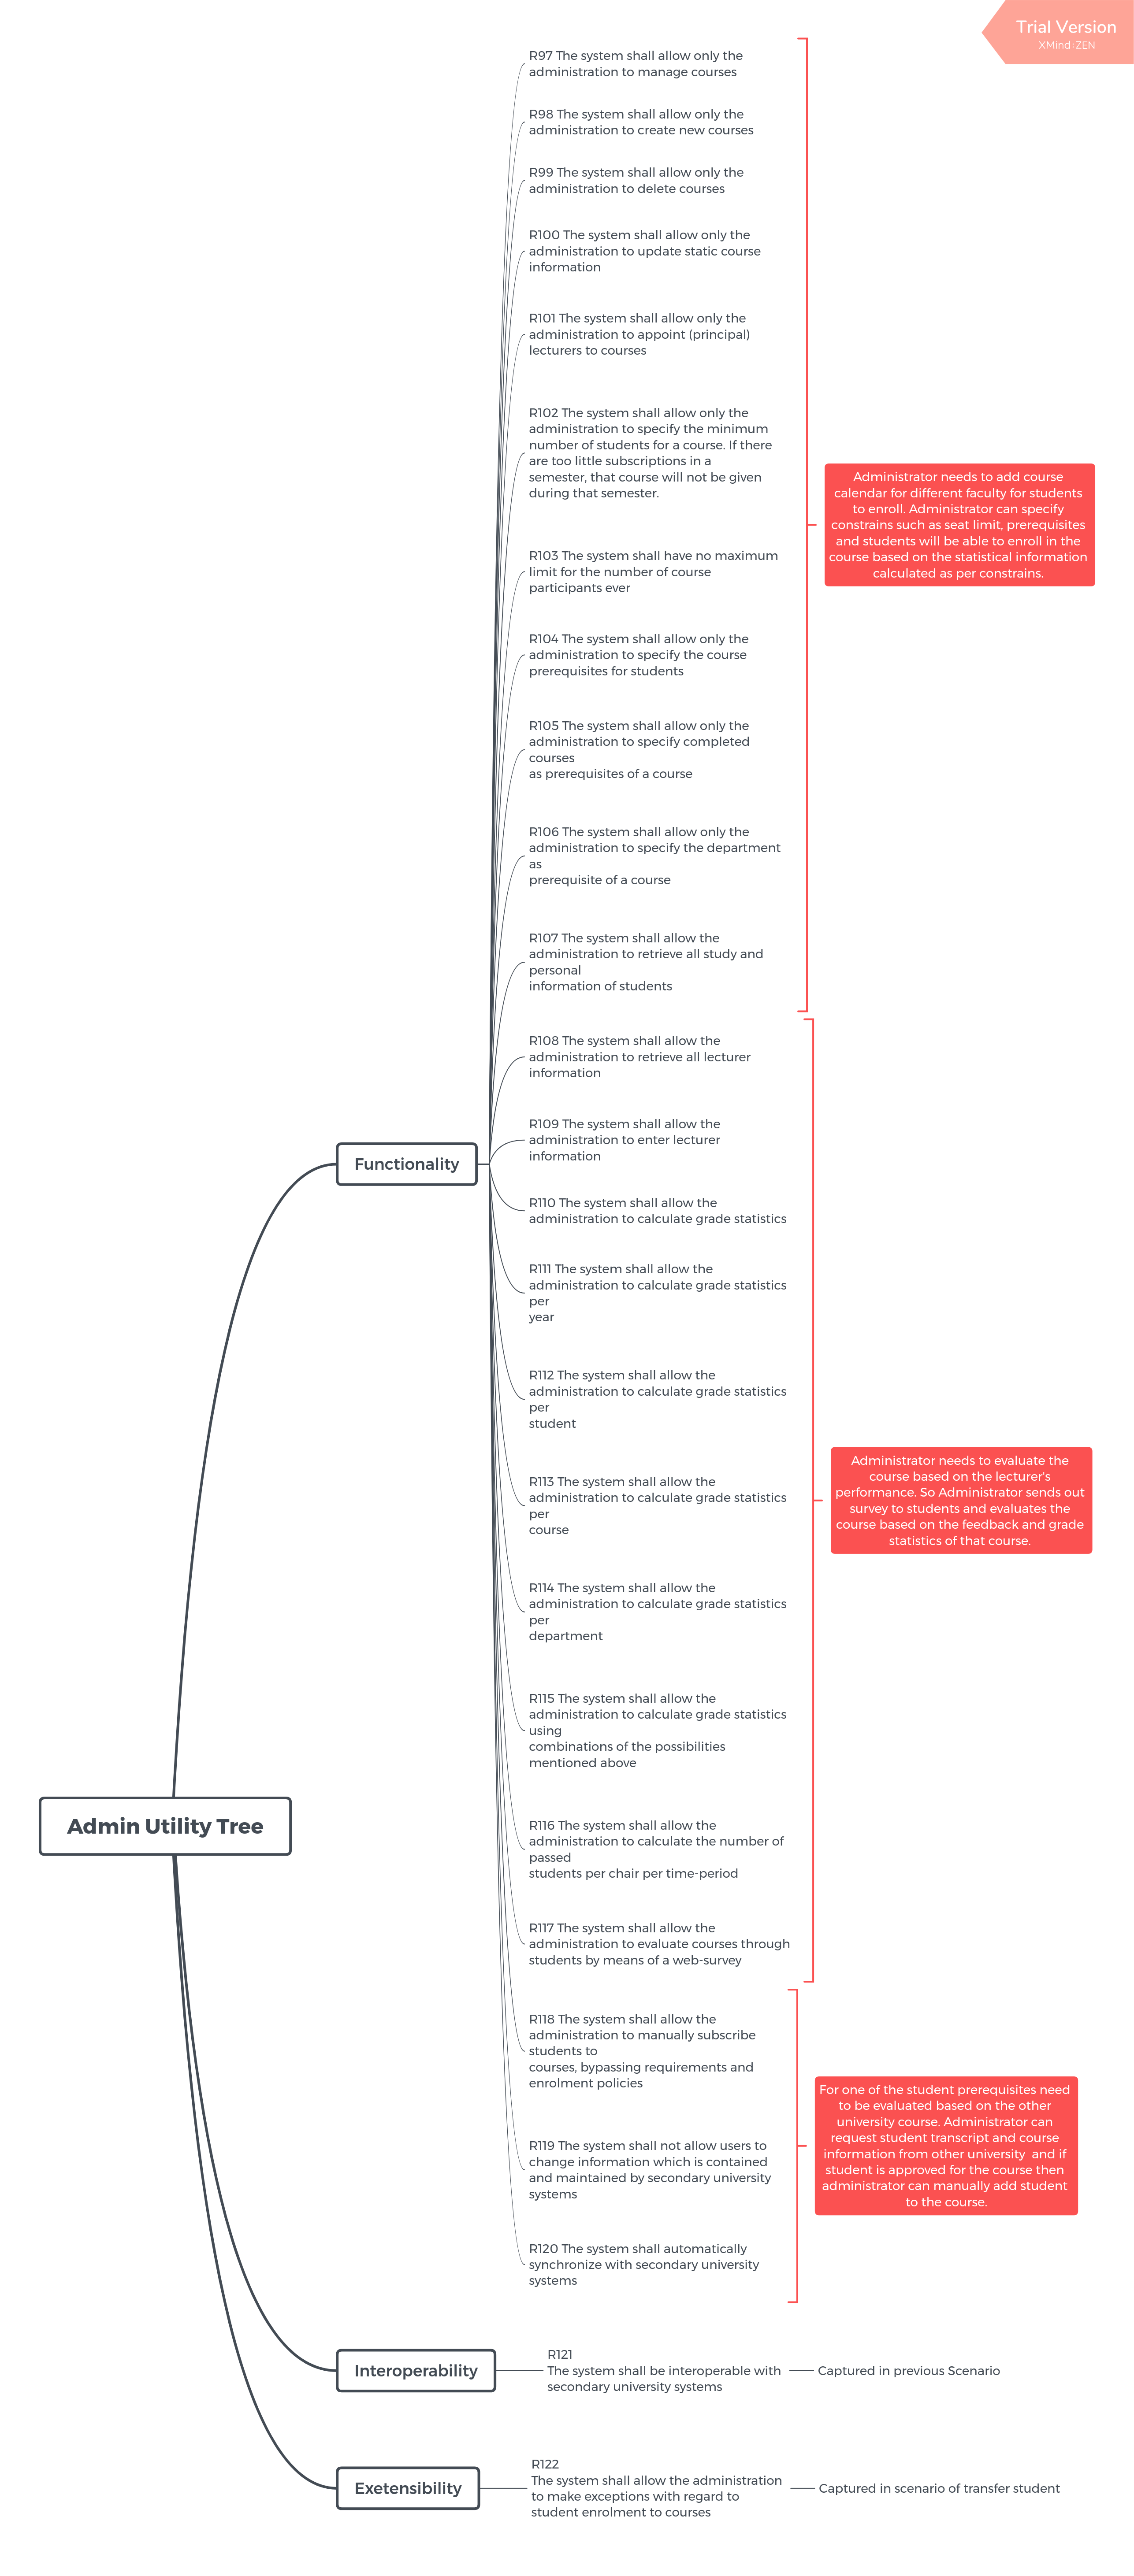 Trial Version
XMind:ZEN
R97 The system shall allow only the
administration to manage courses
R98 The system shall allow only the
administration to create new courses
R99 The system shall allow only the
administration to delete courses
R100 The system shall allow only the
administration to update static course
information
R101 The system shall allow only the
administration to appoint (principal)
lecturers to courses
R102 The system shall allow only the
administration to specify the minimum
number of students for a course. If there
are too little subscriptions in a
semester, that course will not be given
during that semester.
R103 The system shall have no maximum
limit for the number of course
participants ever
R104 The system shall allow only the
administration to specify the course
prerequisites for students
R105 The system shall allow only the
administration to specify completed
courses
as prerequisites of a course
R106 The system shall allow only the
administration to specify the department
as
prerequisite of a course
R107 The system shall allow the
administration to retrieve all study and
personal
information of students
Administrator needs to add course
calendar for different faculty for students
to enroll. Administrator can specify
constrains such as seat limit, prerequisites
and students will be able to enroll in the
course based on the statistical information
calculated as per constrains.
R108 The system shall allow the
administration to retrieve all lecturer
information
R109 The system shall allow the
administration to enter lecturer
information
Functionality
R110 The system shall allow the
administration to calculate grade statistics
R111 The system shall allow the
administration to calculate grade statistics
per
year
R112 The system shall allow the
administration to calculate grade statistics
per
student
R113 The system shall allow the
administration to calculate grade statistics
per
course
R114 The system shall allow the
administration to calculate grade statistics
per
department
R115 The system shall allow the
administration to calculate grade statistics
using
combinations of the possibilities
mentioned above
R116 The system shall allow the
administration to calculate the number of
passed
students per chair per time-period
R117 The system shall allow the
administration to evaluate courses through
students by means of a web-survey
Administrator needs to evaluate the
course based on the lecturer's
performance. So Administrator sends out
survey to students and evaluates the
course based on the feedback and grade
statistics of that course.
Admin Utility Tree
R118 The system shall allow the
administration to manually subscribe
students to
courses, bypassing requirements and
enrolment policies
R119 The system shall not allow users to
change information which is contained
and maintained by secondary university
systems
R120 The system shall automatically
synchronize with secondary university
systems
For one of the student prerequisites need
to be evaluated based on the other
university course. Administrator can
request student transcript and course
information from other university and if
student is approved for the course then
administrator can manually add student
to the course.
Interoperability
R121
The system shall be interoperable with
secondary university systems
Captured in previous Scenario
Exetensibility
R122
The system shall allow the administration
to make exceptions with regard to
student enrolment to courses
Captured in scenario of transfer student